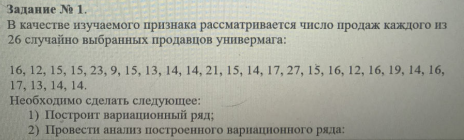 Задание № 1.
В качестве изучаемого признака рассматривается число продаж каждого из
26 случайно выбранных продавцов универмага:
16, 12, 15, 15, 23, 9, 15, 13, 14, 14, 21, 15, 14, 17, 27, 15, 16, 12, 16, 19, 14, 16,
17, 13, 14, 14.
Необходимо сделать следующее:
1) Построит вариационный ряд;
2) Провести анализ построенного вариационного ряда: